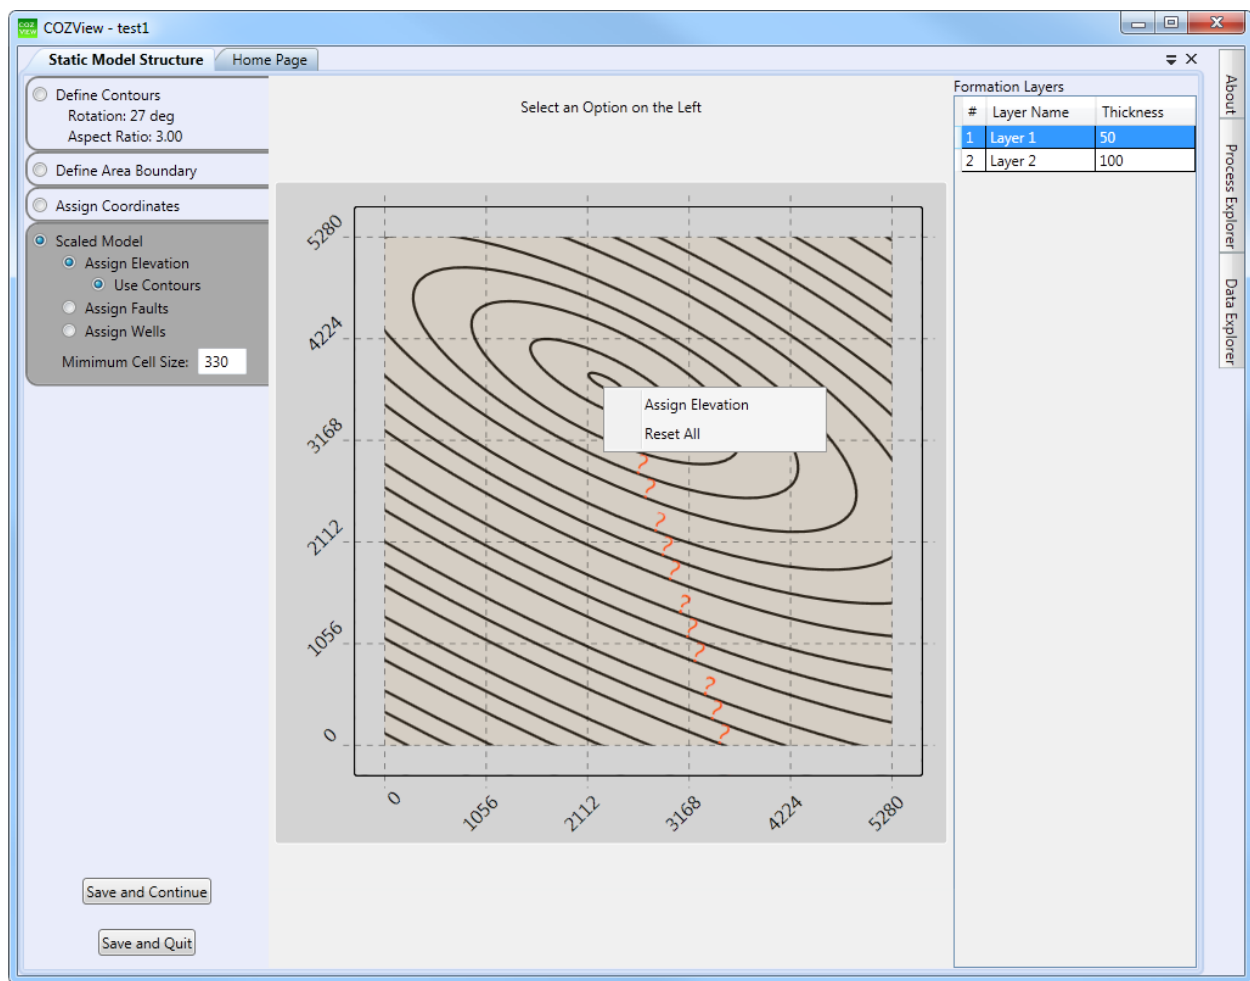 COZ
VIEW
COZView - test1
Static Model Structure
Home Page
Define Contours
Rotation: 27 deg
Aspect Ratio: 3.00
Define Area Boundary
Assign Coordinates
Scaled Model
Assign Elevation
Use Contours
Assign Faults
Assign Wells
Mimimum Cell Size: 330
Save and Continue
Save and Quit
Select an Option on the Left
5280
4224
3168
2112
1056
0
0 1056 2112 3168 4224 5280
Assign Elevation
Reset All
Formation Layers
# Layer Name Thickness
1 Layer 1 50
2 Layer 2 100
About
Process Explorer
Data Explorer